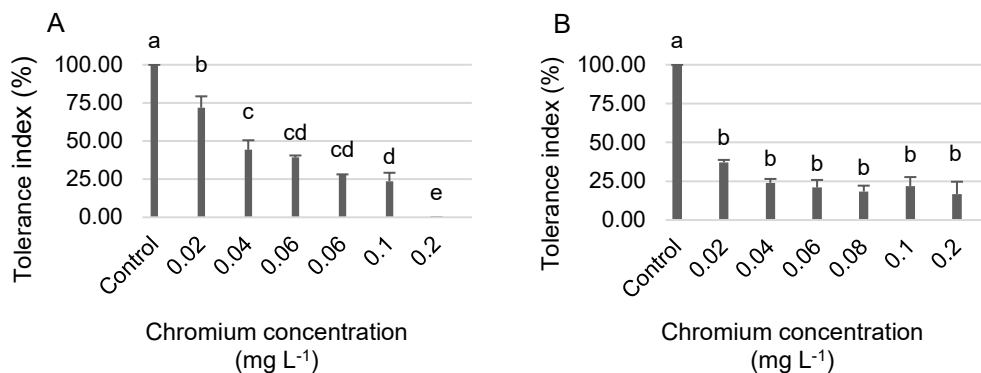 A
Tolerance index (%)
100.00
75.00
50.00
25.00
0.00
a
b
c
cd
cd
d
e
Control
0.02
0.04
0.06
0.06
0.1
0.2
Chromium concentration
(mg L⁻¹)
B
Tolerance index (%)
100.00
75.00
50.00
25.00
0.00
a
b
b
b
b
b
b
Control
0.02
0.04
0.06
0.08
0.1
0.2
Chromium concentration
(mg L⁻¹)